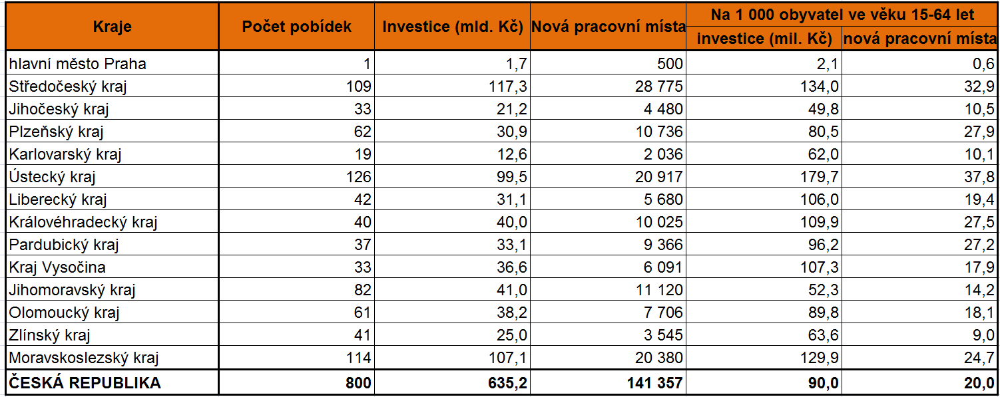 Kraje Počet pobídek Investice (mld. Kč) Nová pracovní místa Na 1 000 obyvatel ve věku 15-64 let
investice (mil. Kč) nová pracovní místa
hlavní město Praha 1 1,7 500 2,1 0,6
Středočeský kraj 109 117,3 28 775 134,0 32,9
Jihočeský kraj 33 21,2 4 480 49,8 10,5
Plzeňský kraj 62 30,9 10 736 80,5 27,9
Karlovarský kraj 19 12,6 2 036 62,0 10,1
Ústecký kraj 126 99,5 20 917 179,7 37,8
Liberecký kraj 42 31,1 5 680 106,0 19,4
Královéhradecký kraj 40 40,0 10 025 109,9 27,5
Pardubický kraj 37 33,1 9 366 96,2 27,2
Kraj Vysočina 33 36,6 6 091 107,3 17,9
Jihomoravský kraj 82 41,0 11 120 52,3 14,2
Olomoucký kraj 61 38,2 7 706 89,8 18,1
Zlínský kraj 41 25,0 3 545 63,6 9,0
Moravskoslezský kraj 114 107,1 20 380 129,9 24,7
ČESKÁ REPUBLIKA 800 635,2 141 357 90,0 20,0